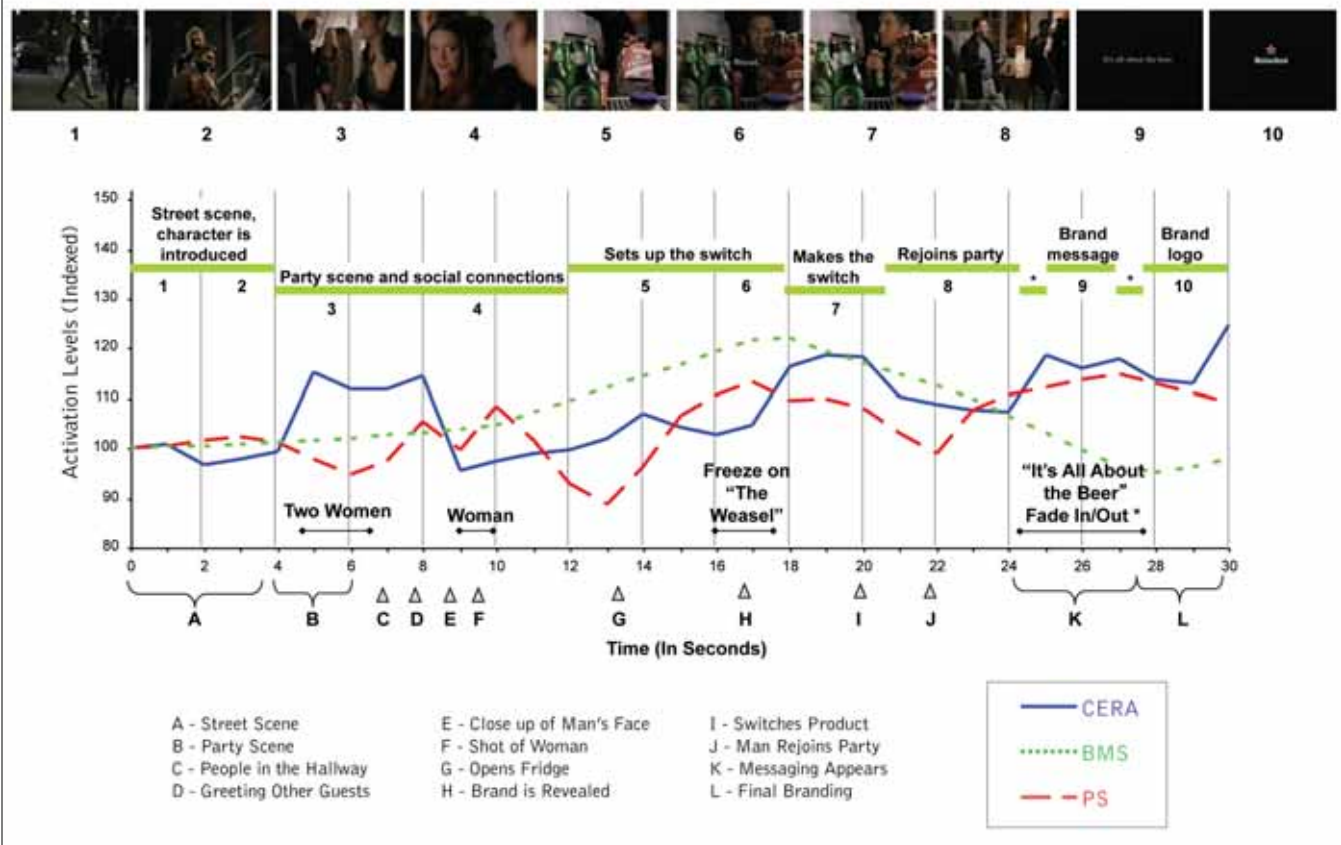 It's all about the beer.
Heineken
1 2 3 4 5 6 7 8 9 10
Activation Levels (Indexed)
150
140
130
120
110
100
90
80
Street scene,
character is
introduced
1 2
Party scene and social connections
3 4
Sets up the switch
5 6
Makes the
switch
7
Rejoins party
8
*
Brand
message
9
*
Brand
logo
10
Two Women
Woman
Freeze on
“The
Weasel”
“It’s All About
the Beer”
Fade In/Out *
0 2 4 6 8 10 12 14 16 18 20 22 24 26 28 30
A B C D E F G H I J K L
Time (In Seconds)
A - Street Scene
B - Party Scene
C - People in the Hallway
D - Greeting Other Guests
E - Close up of Man's Face
F - Shot of Woman
G - Opens Fridge
H - Brand is Revealed
I - Switches Product
J - Man Rejoins Party
K - Messaging Appears
L - Final Branding
CERA
BMS
PS